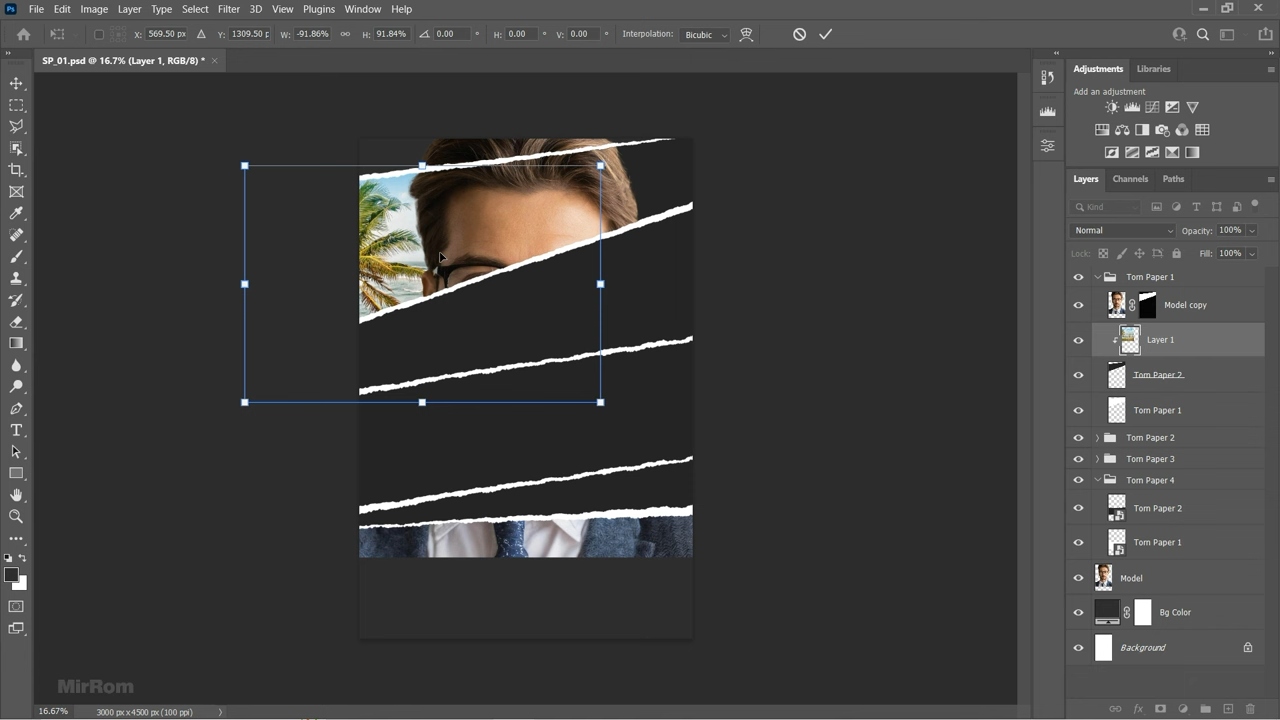 Ps File Edit Image Layer Type Select Filter 3D View Plugins Window Help
X: 569.50 px Y: 1309.50 p W: -91.86% H: 91.84% 0.00 ° H: 0.00 ° V: 0.00 ° Interpolation: Bicubic
SP_01.psd @ 16.7% (Layer 1, RGB/8) *
Adjustments Libraries
Add an adjustment
Layers Channels Paths
Kind
Normal Opacity: 100%
Lock: Fill: 100%
Torn Paper 1
Model copy
Layer 1
Torn Paper 2
Torn Paper 1
Torn Paper 2
Torn Paper 3
Torn Paper 4
Torn Paper 2
Torn Paper 1
Model
Bg Color
Background
MirRom
16.67% 3000 px x 4500 px (100 ppi)